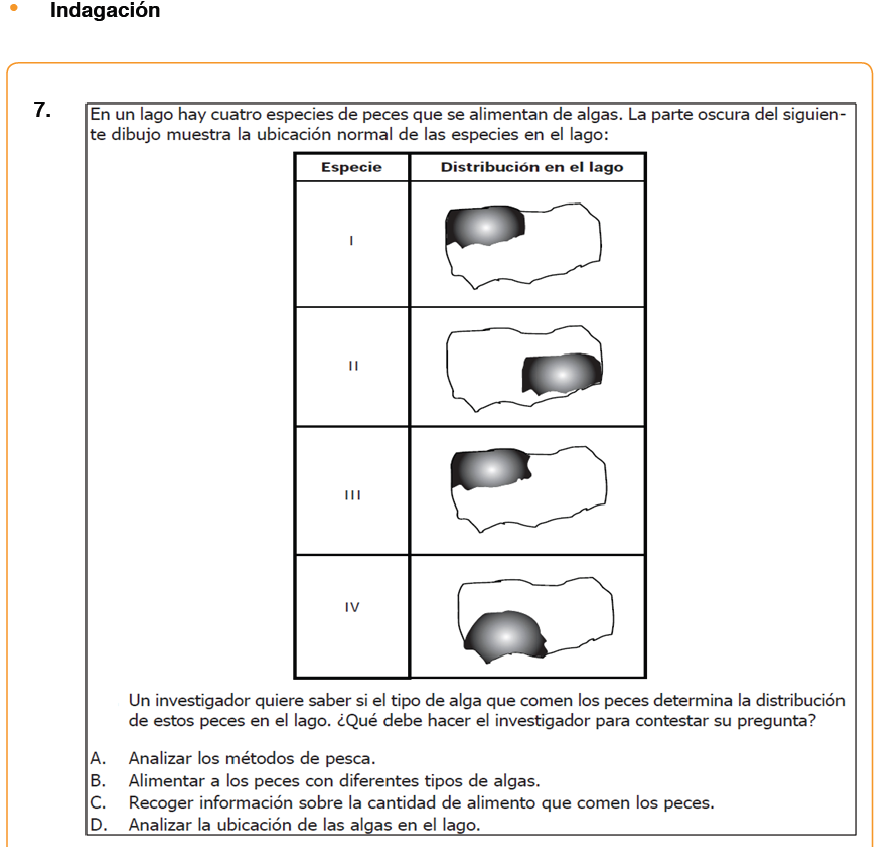 • Indagación
7.
En un lago hay cuatro especies de peces que se alimentan de algas. La parte oscura del siguien-
te dibujo muestra la ubicación normal de las especies en el lago:
Especie Distribución en el lago
I
II
III
IV
Un investigador quiere saber si el tipo de alga que comen los peces determina la distribución
de estos peces en el lago. ¿Qué debe hacer el investigador para contestar su pregunta?
A. Analizar los métodos de pesca.
B. Alimentar a los peces con diferentes tipos de algas.
C. Recoger información sobre la cantidad de alimento que comen los peces.
D. Analizar la ubicación de las algas en el lago.